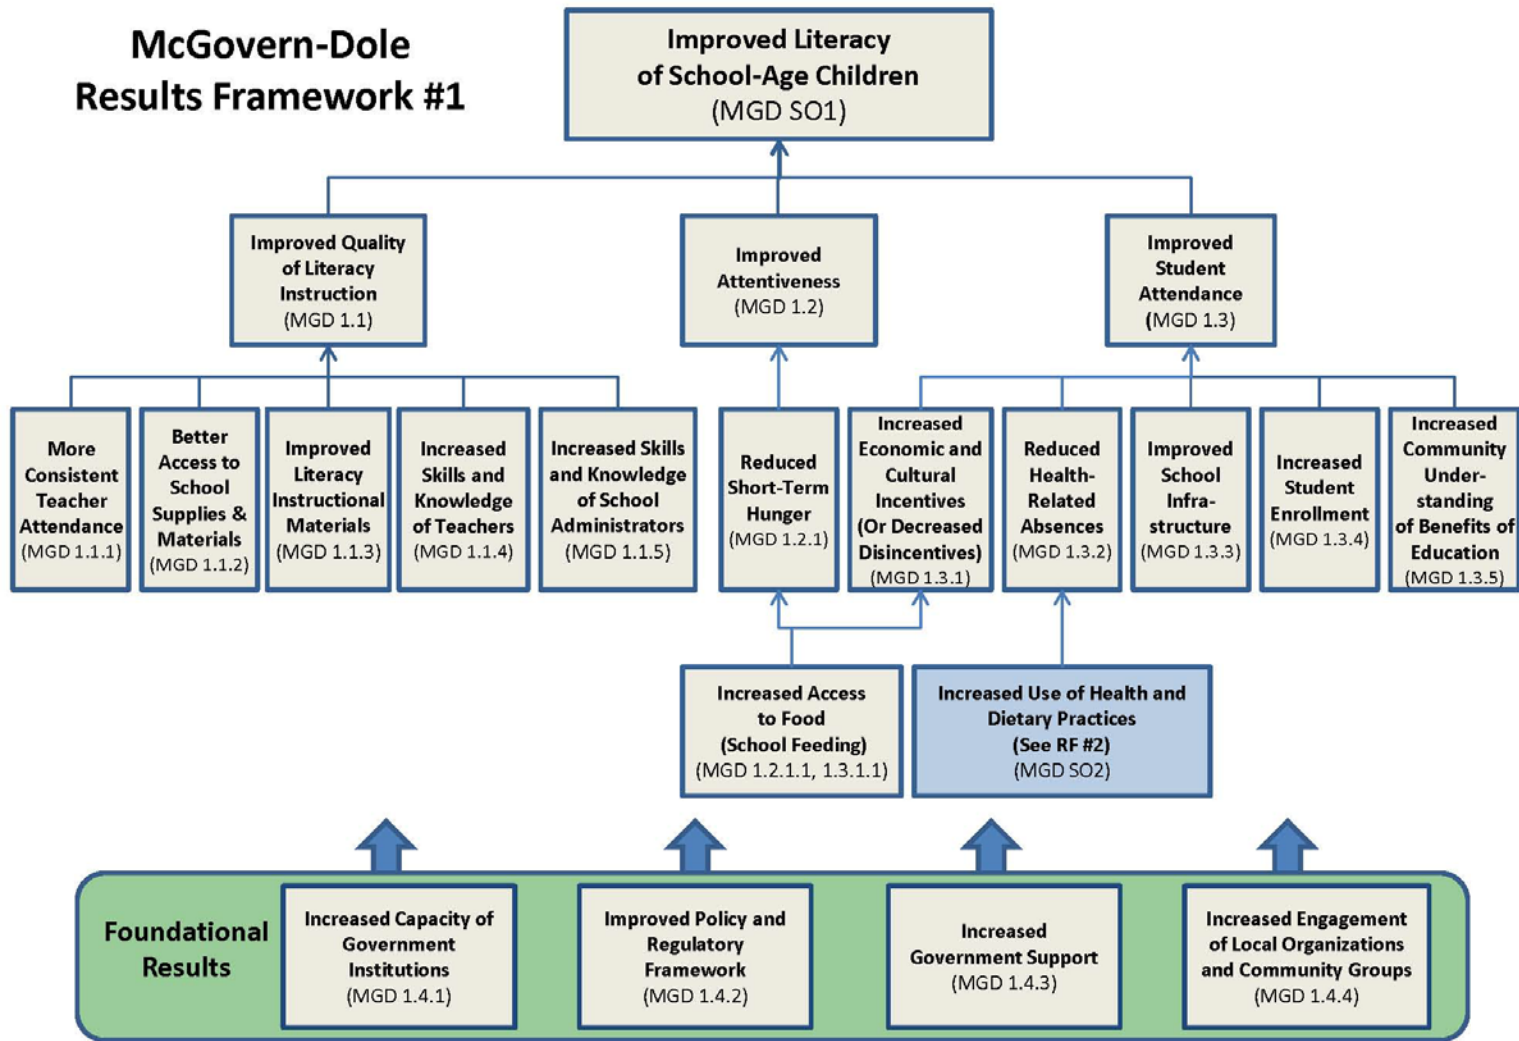 McGovern-Dole
Results Framework #1
Improved Literacy
of School-Age Children
(MGD SO1)
Improved Quality
of Literacy
Instruction
(MGD 1.1)
Improved
Attentiveness
(MGD 1.2)
Improved
Student
Attendance
(MGD 1.3)
More
Consistent
Teacher
Attendance
(MGD 1.1.1)
Better
Access to
School
Supplies &
Materials
(MGD 1.1.2)
Improved
Literacy
Instructional
Materials
(MGD 1.1.3)
Increased
Skills and
Knowledge
of Teachers
(MGD 1.1.4)
Increased Skills
and Knowledge
of School
Administrators
(MGD 1.1.5)
Reduced
Short-Term
Hunger
(MGD 1.2.1)
Increased
Economic and
Cultural
Incentives
(Or Decreased
Disincentives)
(MGD 1.3.1)
Reduced
Health-
Related
Absences
(MGD 1.3.2)
Improved
School
Infra-
structure
(MGD 1.3.3)
Increased
Student
Enrollment
(MGD 1.3.4)
Increased
Community
Under-
standing
of Benefits of
Education
(MGD 1.3.5)
Increased Access
to Food
(School Feeding)
(MGD 1.2.1.1, 1.3.1.1)
Increased Use of Health and
Dietary Practices
(See RF #2)
(MGD SO2)
Foundational
Results
Increased Capacity of
Government
Institutions
(MGD 1.4.1)
Improved Policy and
Regulatory
Framework
(MGD 1.4.2)
Increased
Government Support
(MGD 1.4.3)
Increased Engagement
of Local Organizations
and Community Groups
(MGD 1.4.4)